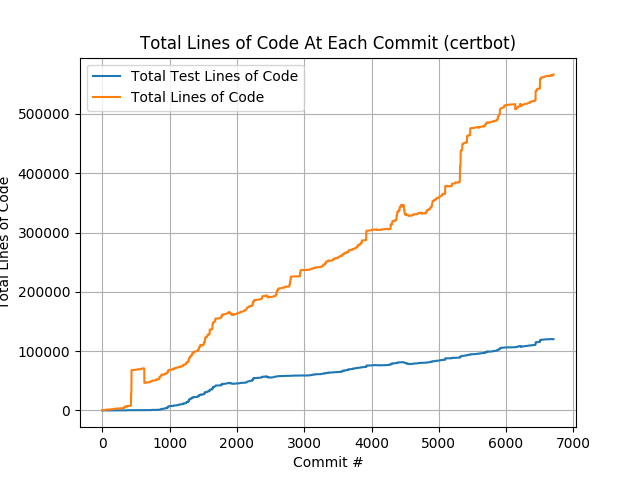 Total Lines of Code At Each Commit (certbot)
Total Test Lines of Code
Total Lines of Code
500000
400000
300000
200000
100000
0
Total Lines of Code
0 1000 2000 3000 4000 5000 6000 7000
Commit #